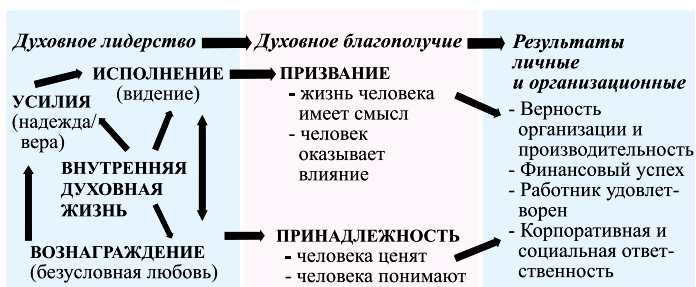 Духовное лидерство
ИСПОЛНЕНИЕ
(видение)
УСИЛИЯ
(надежда/
вера)
ВНУТРЕННЯЯ
ДУХОВНАЯ
ЖИЗНЬ
ВОЗНАГРАЖДЕНИЕ
(безусловная любовь)
Духовное благополучие
ПРИЗВАНИЕ
- жизнь человека
имеет смысл
- человек
оказывает
влияние
ПРИНАДЛЕЖНОСТЬ
- человека ценят
- человека понимают
Результаты
личные
и организационные
- Верность
организации и
производительность
- Финансовый успех
- Работник удовлет-
ворен
- Корпоративная и
социальная ответ-
ственность